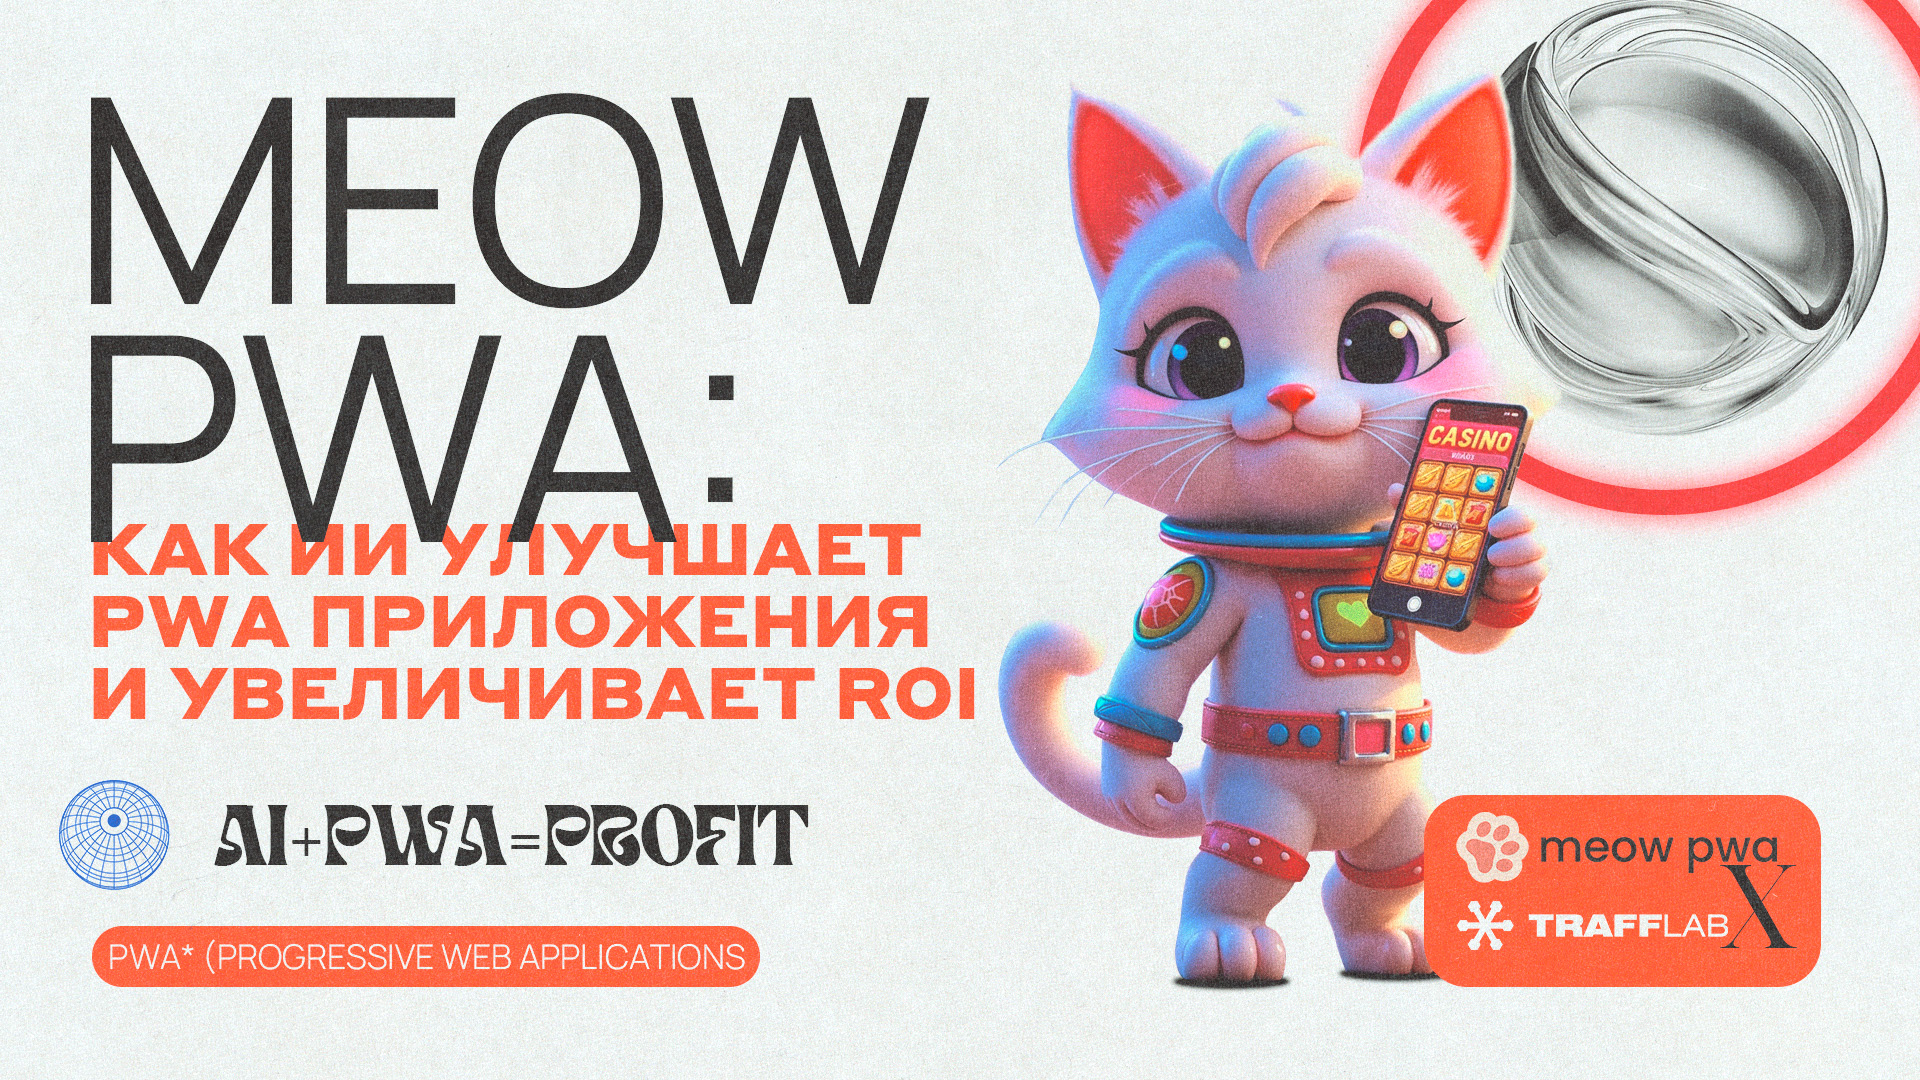 MEOW
PWA:
КАК ИИ УЛУЧШАЕТ
PWA ПРИЛОЖЕНИЯ
И УВЕЛИЧИВАЕТ ROI
AI+PWA=PROFIT
PWA* (PROGRESSIVE WEB APPLICATIONS
CASINO
meow pwa
X
TRAFFLAB